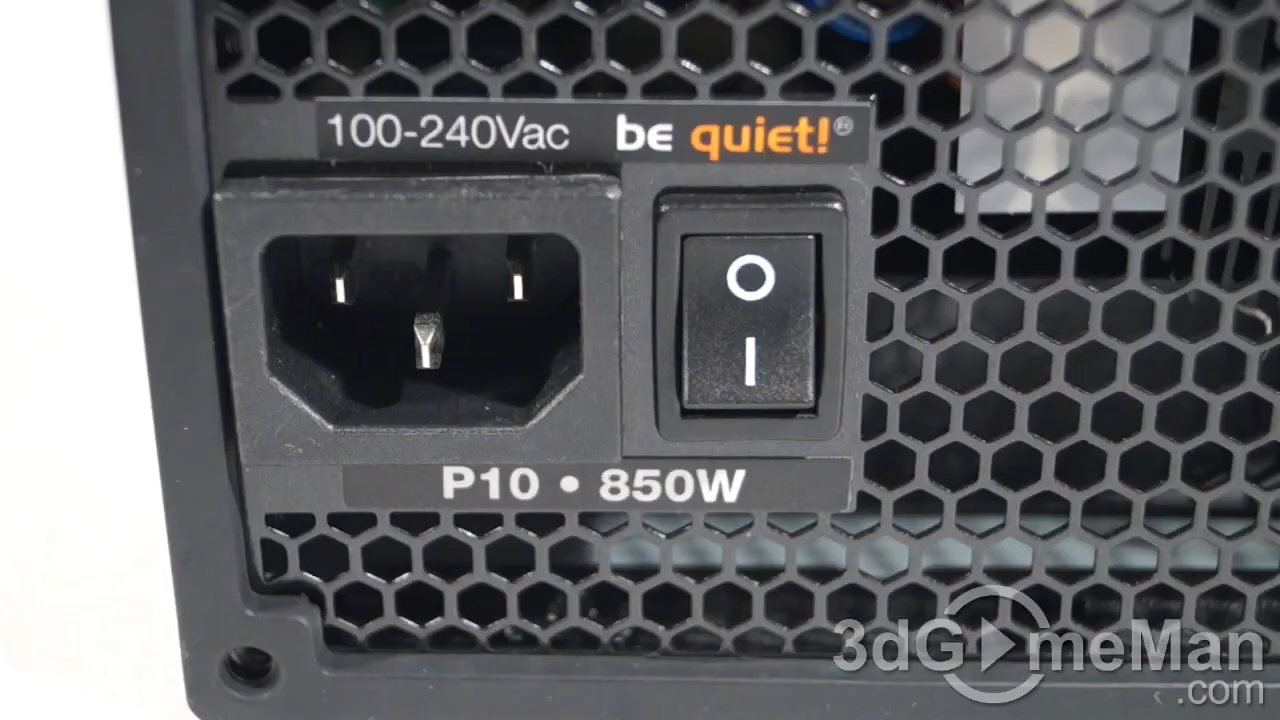 100-240Vac be quiet!®
O
I
P10 • 850W
3dGameMan
.com